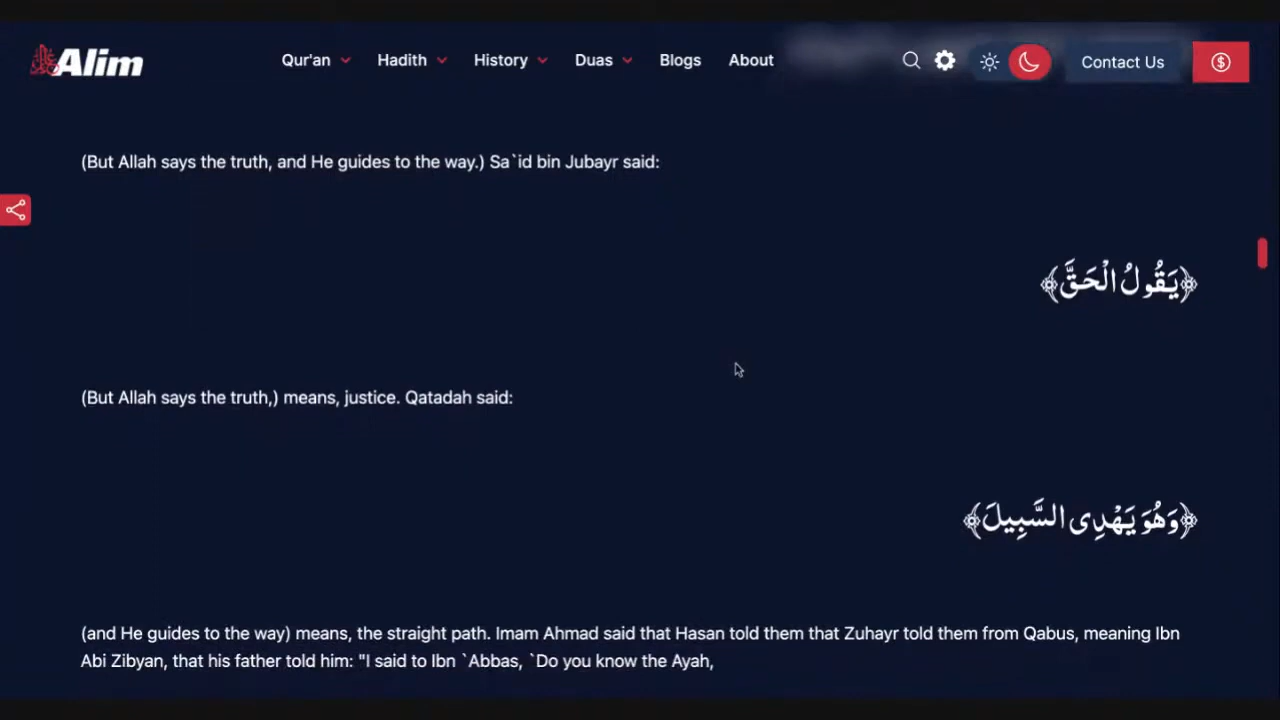 Alim
Qur'an
Hadith
History
Duas
Blogs
About
Contact Us
(But Allah says the truth, and He guides to the way.) Sa`id bin Jubayr said:
﴿يَقُولُ الْحَقَّ﴾
(But Allah says the truth,) means, justice. Qatadah said:
﴿وَهُوَ يَهْدِى السَّبِيلَ﴾
(and He guides to the way) means, the straight path. Imam Ahmad said that Hasan told them that Zuhayr told them from Qabus, meaning Ibn
Abi Zibyan, that his father told him: "I said to Ibn `Abbas, `Do you know the Ayah,